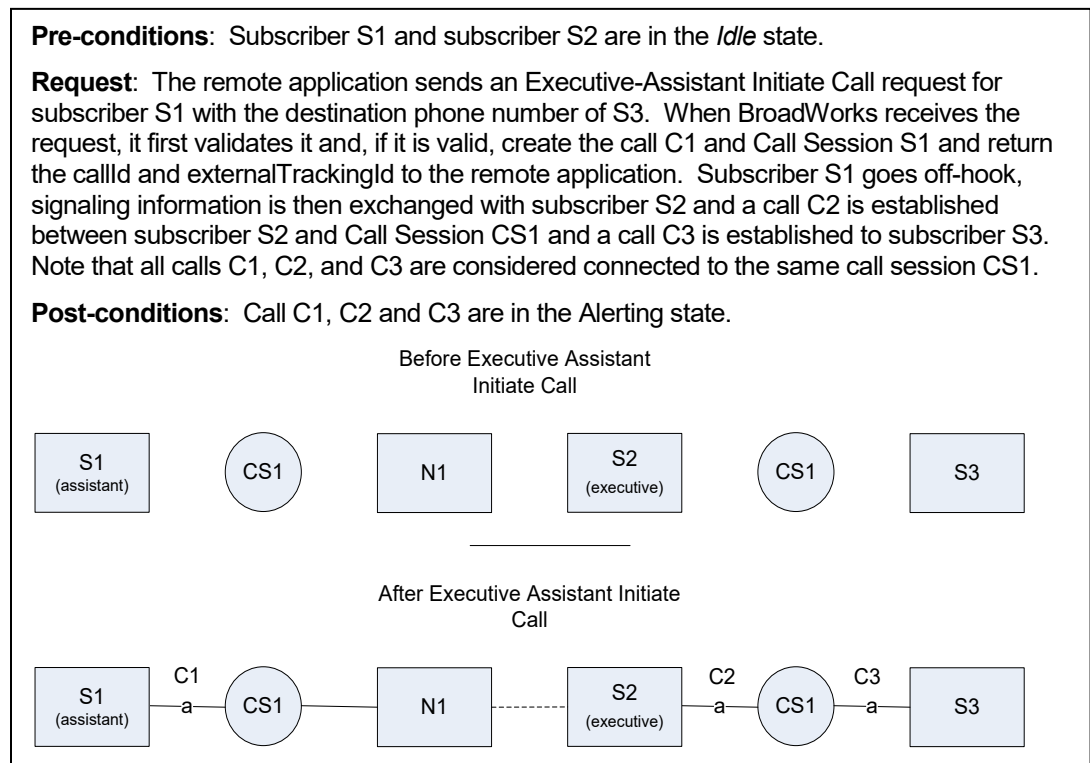 Pre-conditions: Subscriber S1 and subscriber S2 are in the Idle state.
Request: The remote application sends an Executive-Assistant Initiate Call request for
subscriber S1 with the destination phone number of S3. When BroadWorks receives the
request, it first validates it and, if it is valid, create the call C1 and Call Session S1 and return
the callId and externalTrackingId to the remote application. Subscriber S1 goes off-hook,
signaling information is then exchanged with subscriber S2 and a call C2 is established
between subscriber S2 and Call Session CS1 and a call C3 is established to subscriber S3.
Note that all calls C1, C2, and C3 are considered connected to the same call session CS1.
Post-conditions: Call C1, C2 and C3 are in the Alerting state.
Before Executive Assistant
Initiate Call
S1
(assistant)
CS1
N1
S2
(executive)
CS1
S3
After Executive Assistant Initiate
Call
S1
(assistant)
C1
a
CS1
N1
S2
(executive)
C2
a
CS1
C3
a
S3